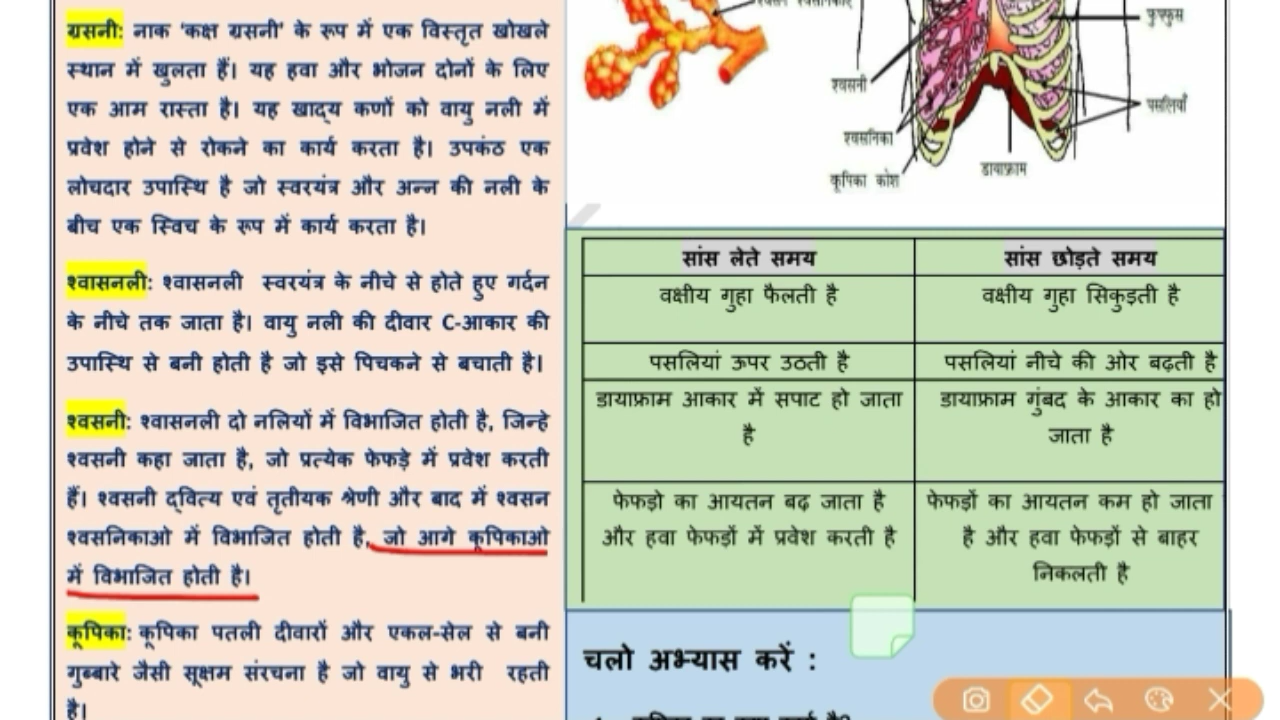 ग्रसनी: नाक 'कक्ष ग्रसनी' के रूप में एक विस्तृत खोखले
स्थान में खुलता हैं। यह हवा और भोजन दोनों के लिए
एक आम रास्ता है। यह खाद्य कणों को वायु नली में
प्रवेश होने से रोकने का कार्य करता है। उपकंठ एक
लोचदार उपास्थि है जो स्वरयंत्र और अन्न की नली के
बीच एक स्विच के रूप में कार्य करता है।
श्वासनली: श्वासनली स्वरयंत्र के नीचे से होते हुए गर्दन
के नीचे तक जाता है। वायु नली की दीवार C-आकार की
उपास्थि से बनी होती है जो इसे पिचकने से बचाती है।
श्वसनी: श्वासनली दो नलियों में विभाजित होती है, जिन्हे
श्वसनी कहा जाता है, जो प्रत्येक फेफड़े में प्रवेश करती
हैं। श्वसनी द्वित्य एवं तृतीयक श्रेणी और बाद में श्वसन
श्वसनिकाओ में विभाजित होती है, जो आगे कूपिकाओ
में विभाजित होती है।
कूपिका: कूपिका पतली दीवारों और एकल-सेल से बनी
गुब्बारे जैसी सूक्षम संरचना है जो वायु से भरी रहती
है।
फुफ्फुस
श्वसनी
पसलियाँ
श्वसनिका
डायाफ्राम
कूपिका कोश
सांस लेते समय
सांस छोड़ते समय
वक्षीय गुहा फैलती है
वक्षीय गुहा सिकुड़ती है
पसलियां ऊपर उठती है
पसलियां नीचे की ओर बढ़ती है
डायाफ्राम आकार में सपाट हो जाता
है
डायाफ्राम गुंबद के आकार का हो
जाता है
फेफड़ो का आयतन बढ़ जाता है
और हवा फेफड़ों में प्रवेश करती है
फेफड़ों का आयतन कम हो जाता
है और हवा फेफड़ों से बाहर
निकलती है
चलो अभ्यास करें :